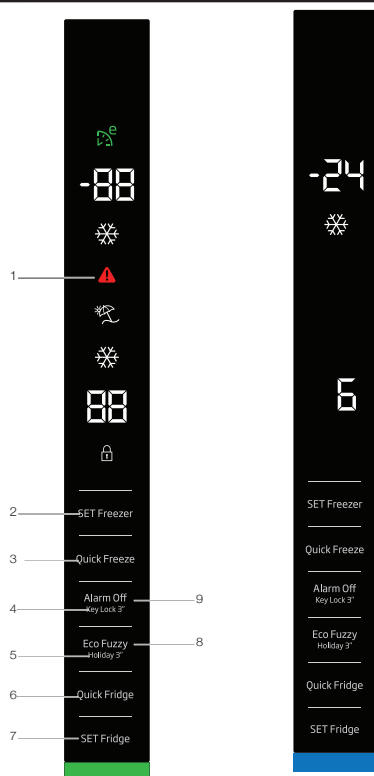 e
-88
1
88
2
SET Freezer
3
Quick Freeze
Alarm Off
9
4
Key Lock 3"
Eco Fuzzy
8
5
Holiday 3"
6
Quick Fridge
7
SET Fridge
-24
6
SET Freezer
Quick Freeze
Alarm Off
Key Lock 3"
Eco Fuzzy
Holiday 3"
Quick Fridge
SET Fridge